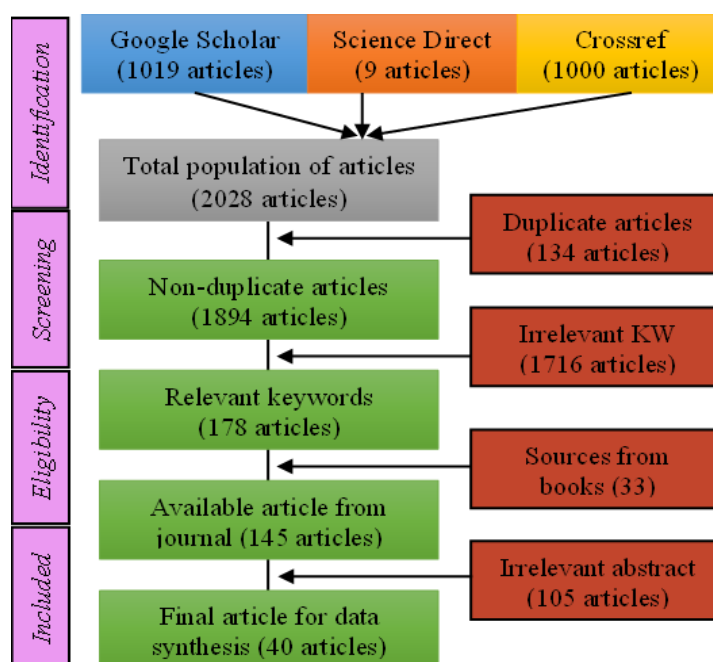 Identification
Google Scholar
(1019 articles)
Science Direct
(9 articles)
Crossref
(1000 articles)
Total population of articles
(2028 articles)
Screening
Duplicate articles
(134 articles)
Non-duplicate articles
(1894 articles)
Irrelevant KW
(1716 articles)
Eligibility
Relevant keywords
(178 articles)
Sources from
books (33)
Available article from
journal (145 articles)
Included
Irrelevant abstract
(105 articles)
Final article for data
synthesis (40 articles)